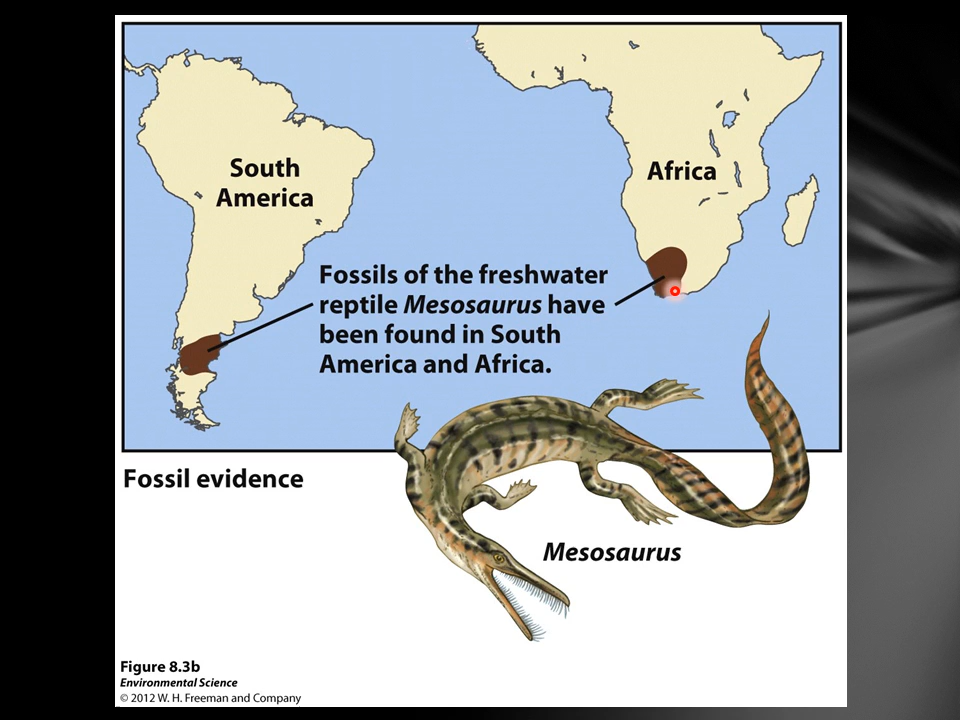 South
America
Africa
Fossils of the freshwater
reptile Mesosaurus have
been found in South
America and Africa.
Fossil evidence
Mesosaurus
Figure 8.3b
Environmental Science
© 2012 W. H. Freeman and Company